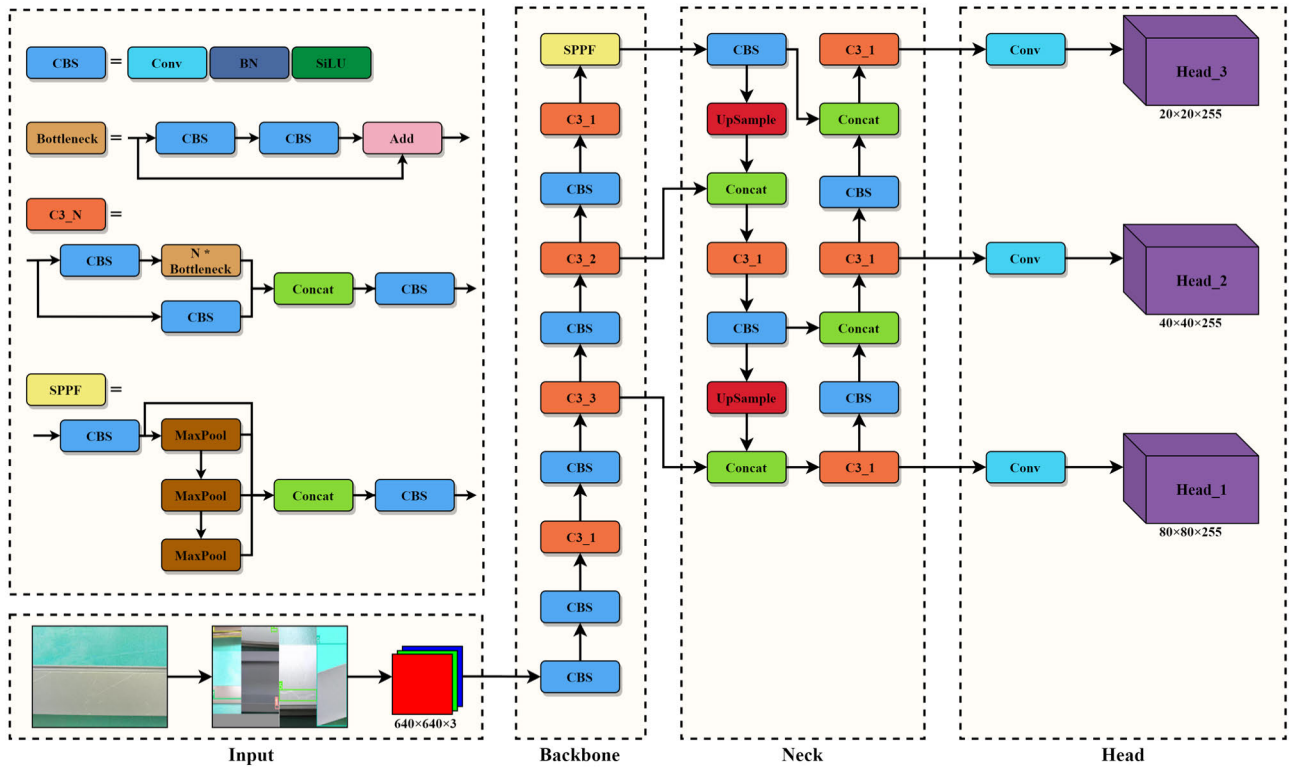 CBS = Conv BN SiLU
Bottleneck = CBS CBS Add
C3_N =
CBS N *
Bottleneck
CBS
Concat CBS
SPPF =
CBS MaxPool
MaxPool Concat CBS
MaxPool
640×640×3
Input
SPPF
C3_1
CBS
C3_2
CBS
C3_3
CBS
C3_1
CBS
CBS
Backbone
CBS C3_1
UpSample Concat
Concat CBS
C3_1 C3_1
CBS Concat
UpSample CBS
Concat C3_1
Neck
Conv Head_3
20×20×255
Conv Head_2
40×40×255
Conv Head_1
80×80×255
Head